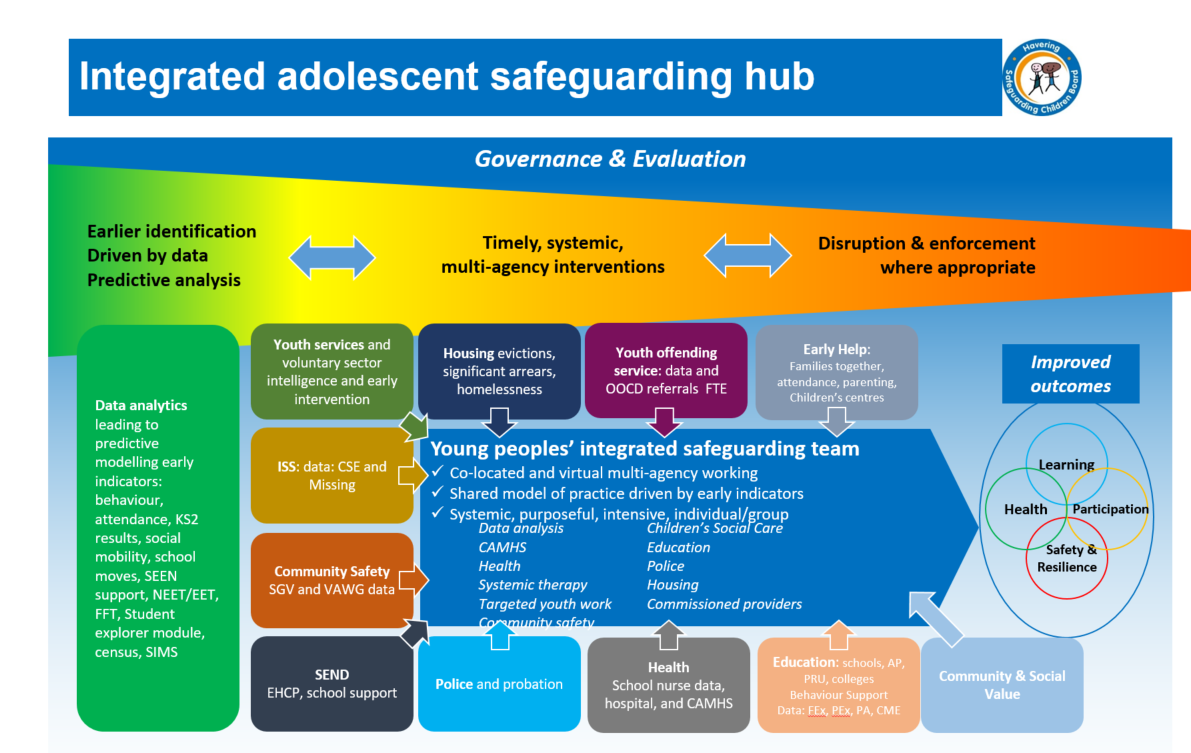 Integrated adolescent safeguarding hub
Havering
Safeguarding Children Board
Governance & Evaluation
Earlier identification
Driven by data
Predictive analysis
Timely, systemic,
multi-agency interventions
Disruption & enforcement
where appropriate
Data analytics
leading to
predictive
modelling early
indicators:
behaviour,
attendance, KS2
results, social
mobility, school
moves, SEEN
support, NEET/EET,
FFT, Student
explorer module,
census, SIMS
Youth services and
voluntary sector
intelligence and early
intervention
Housing evictions,
significant arrears,
homelessness
Youth offending
service: data and
OOCD referrals FTE
Early Help:
Families together,
attendance, parenting,
Children's centres
ISS: data: CSE and
Missing
Community Safety
SGV and VAWG data
Young peoples' integrated safeguarding team
✓ Co-located and virtual multi-agency working
✓ Shared model of practice driven by early indicators
✓ Systemic, purposeful, intensive, individual/group
Data analysis
CAMHS
Health
Systemic therapy
Targeted youth work
Community safety
Children's Social Care
Education
Police
Housing
Commissioned providers
Improved
outcomes
Learning
Health
Participation
Safety &
Resilience
SEND
EHCP, school support
Police and probation
Health
School nurse data,
hospital, and CAMHS
Education: schools, AP,
PRU, colleges
Behaviour Support
Data: FEx, PEx, PA, CME
Community & Social
Value